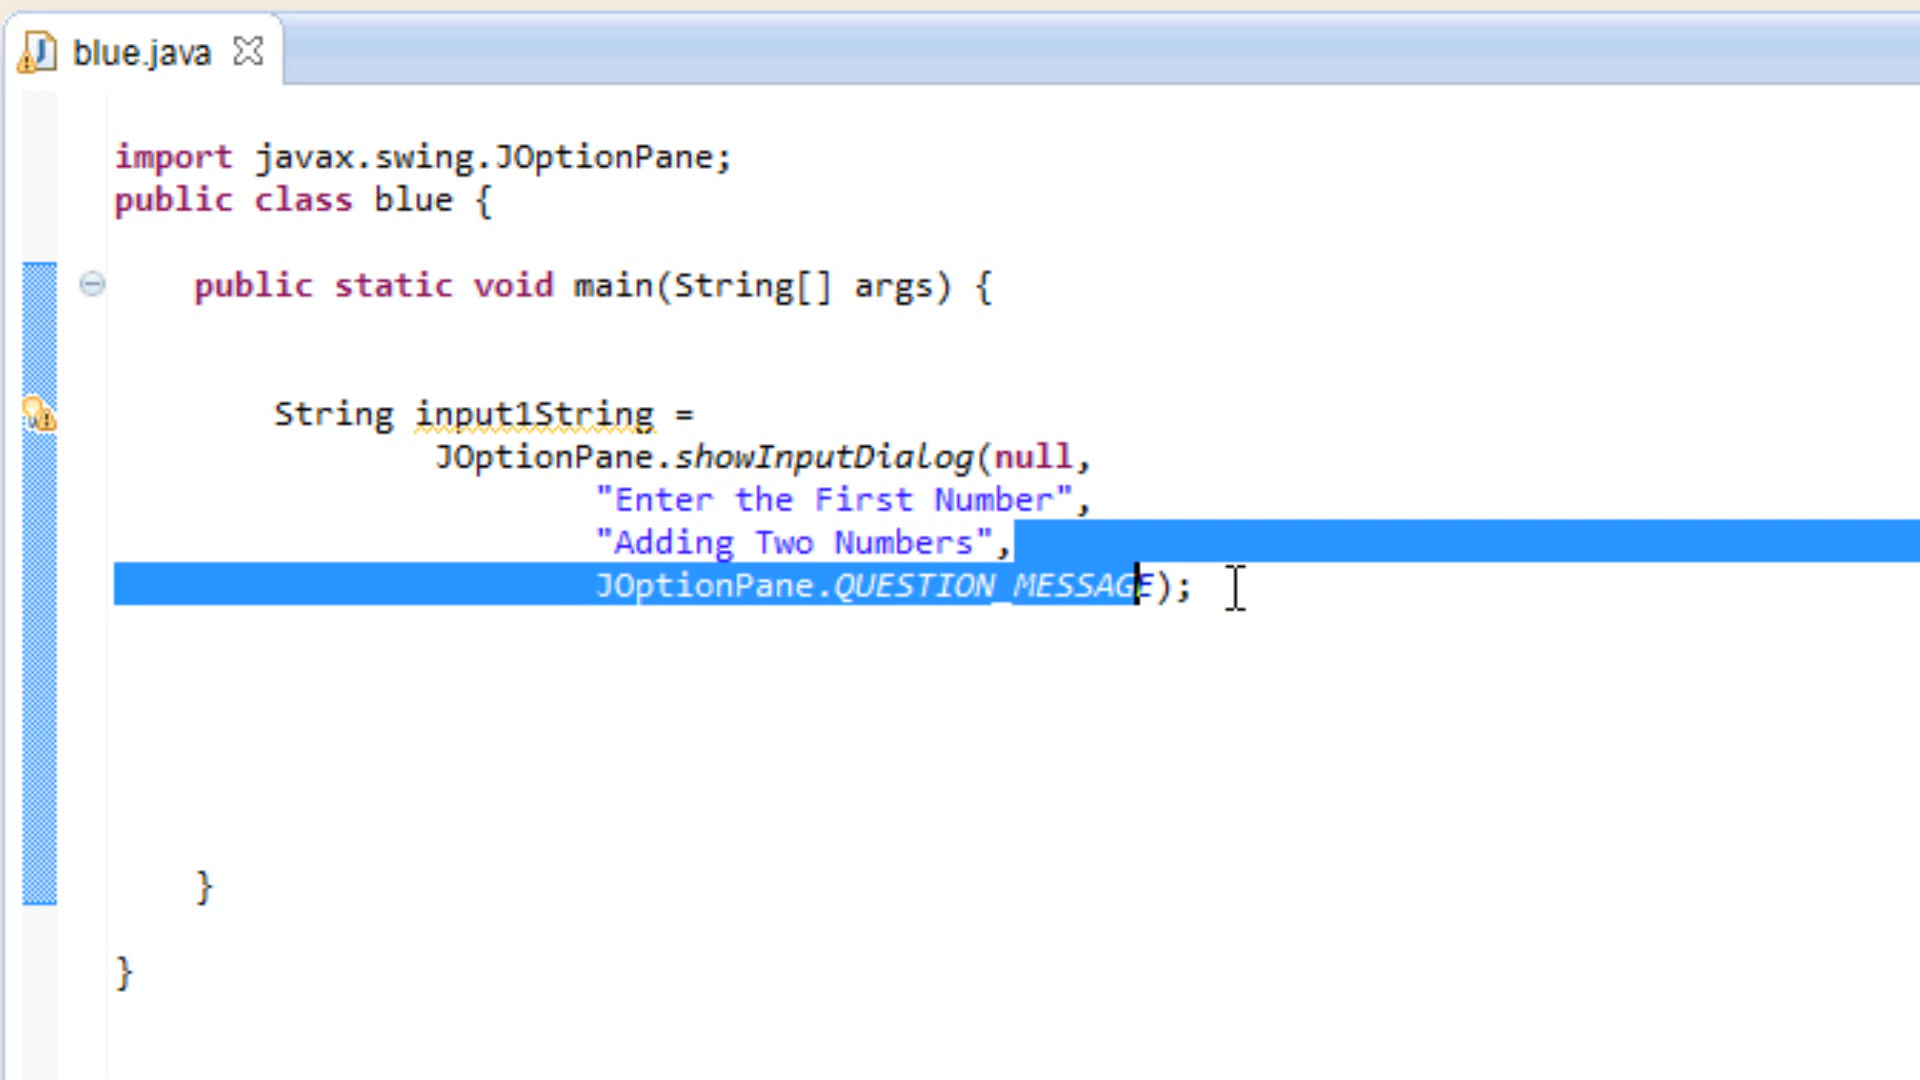 blue.java
import javax.swing.JOptionPane;
public class blue {
public static void main(String[] args) {
String input1String =
JOptionPane.showInputDialog(null,
"Enter the First Number",
"Adding Two Numbers",
JOptionPane.QUESTION_MESSAGE);
}
}